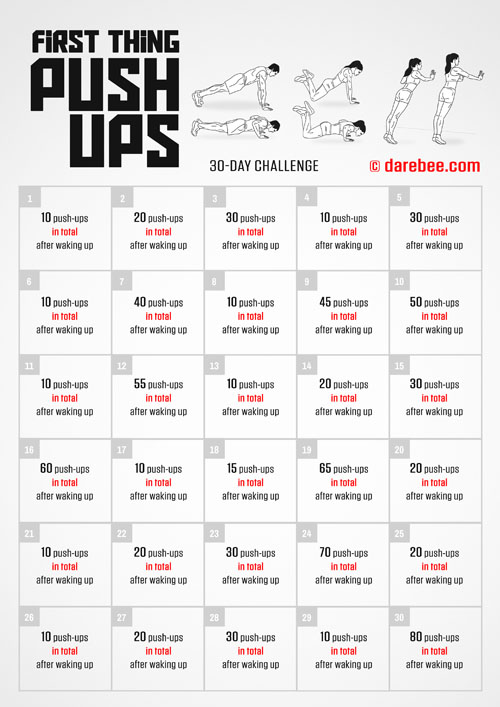 FIRST THING
PUSH
UPS
30-DAY CHALLENGE
© darebee.com
1
10 push-ups
in total
after waking up
2
20 push-ups
in total
after waking up
3
30 push-ups
in total
after waking up
4
10 push-ups
in total
after waking up
5
30 push-ups
in total
after waking up
6
10 push-ups
in total
after waking up
7
40 push-ups
in total
after waking up
8
10 push-ups
in total
after waking up
9
45 push-ups
in total
after waking up
10
50 push-ups
in total
after waking up
11
10 push-ups
in total
after waking up
12
55 push-ups
in total
after waking up
13
10 push-ups
in total
after waking up
14
20 push-ups
in total
after waking up
15
30 push-ups
in total
after waking up
16
60 push-ups
in total
after waking up
17
10 push-ups
in total
after waking up
18
15 push-ups
in total
after waking up
19
65 push-ups
in total
after waking up
20
20 push-ups
in total
after waking up
21
10 push-ups
in total
after waking up
22
20 push-ups
in total
after waking up
23
30 push-ups
in total
after waking up
24
70 push-ups
in total
after waking up
25
20 push-ups
in total
after waking up
26
10 push-ups
in total
after waking up
27
20 push-ups
in total
after waking up
28
30 push-ups
in total
after waking up
29
10 push-ups
in total
after waking up
30
80 push-ups
in total
after waking up